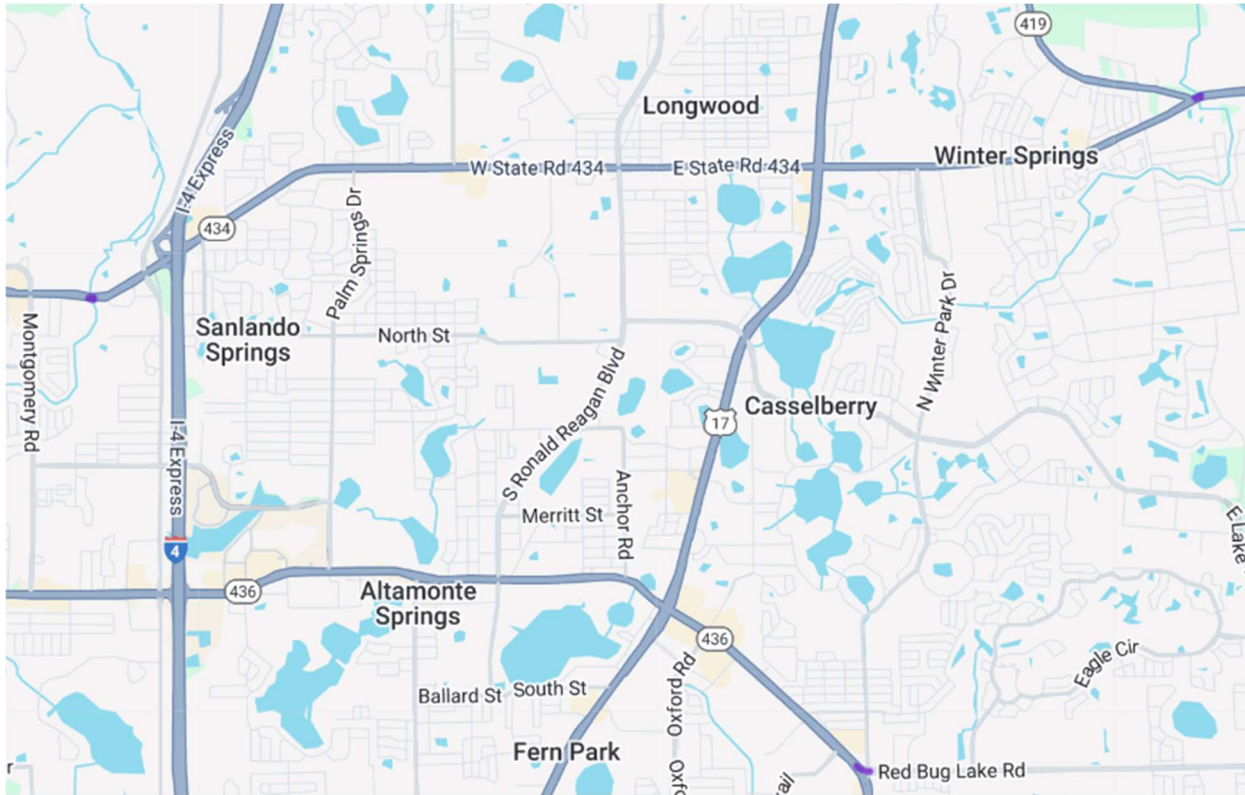 419
Longwood
I-4 Express
W State Rd 434
E State Rd 434
Winter Springs
434
Palm Springs Dr
Montgomery Rd
Sanlando
Springs
North St
N Winter Park Dr
S Ronald Reagan Blvd
Casselberry
17
I-4 Express
Anchor Rd
Merritt St
E Lake
4
436
Altamonte
Springs
436
Eagle Cir
Oxford Rd
Ballard St
South St
Fern Park
Oxfo
r
ail
Red Bug Lake Rd